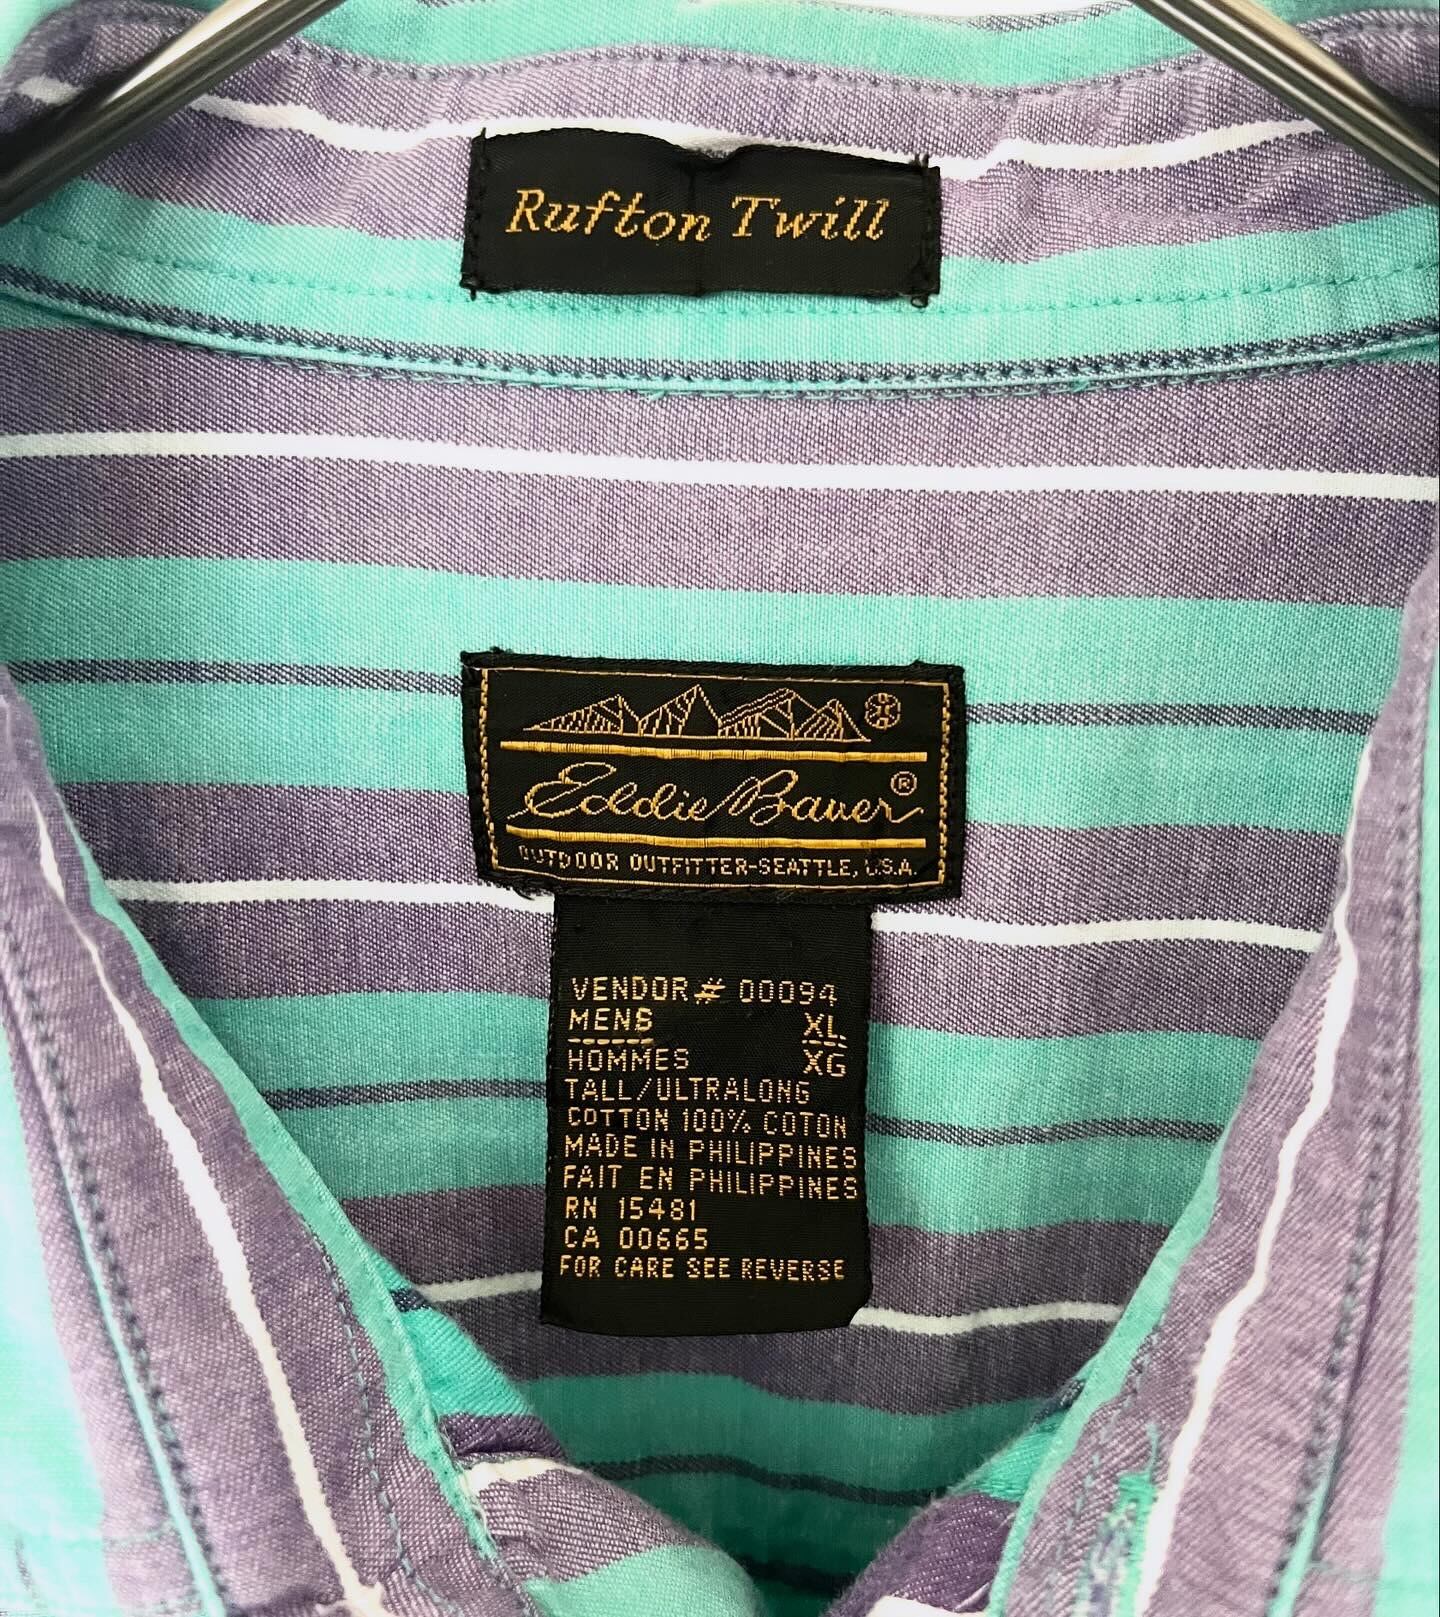 Rufton Twill
Eddie Bauer®
OUTDOOR OUTFITTER-SEATTLE, U.S.A.
VENDOR # 00094
MENS XL
HOMMES XG
TALL/ULTRALONG
COTTON 100% COTON
MADE IN PHILIPPINES
FAIT EN PHILIPPINES
RN 15481
CA 00665
FOR CARE SEE REVERSE